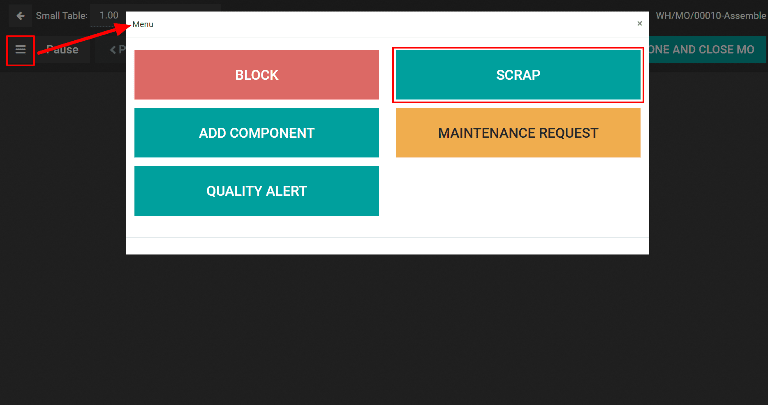 Small Table: 1.00
WH/MO/00010-Assemble
Menu
×
Pause
P
ONE AND CLOSE MO
BLOCK
SCRAP
ADD COMPONENT
MAINTENANCE REQUEST
QUALITY ALERT